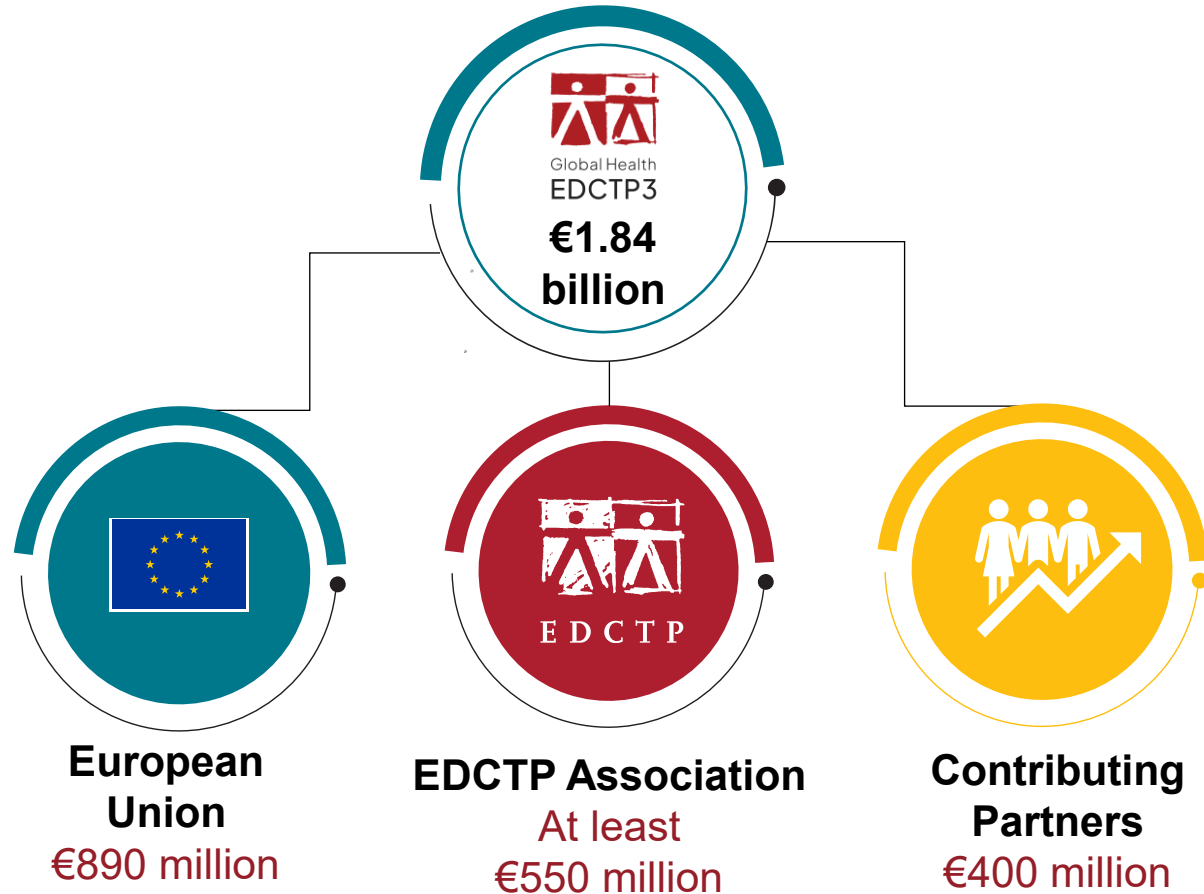 Global Health
EDCTP3
€1.84
billion
EDCTP
European
Union
€890 million
EDCTP Association
At least
€550 million
Contributing
Partners
€400 million